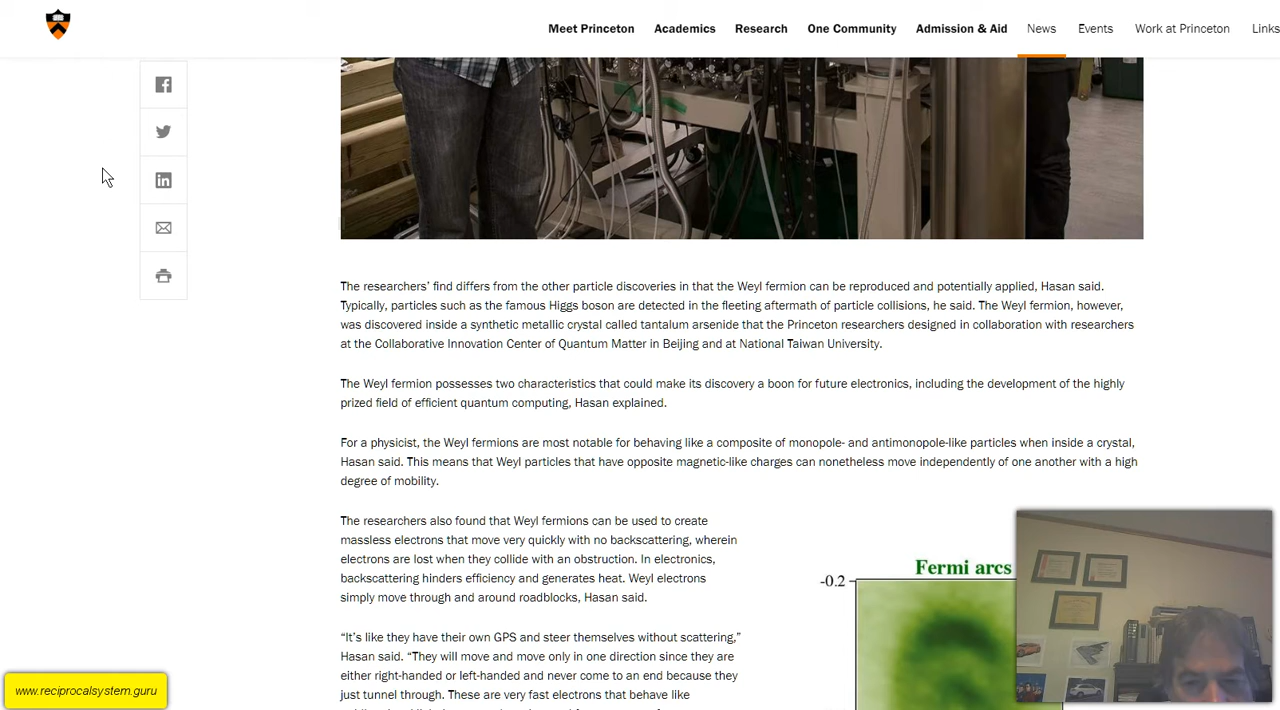 Meet Princeton Academics Research One Community Admission & Aid News Events Work at Princeton Links
The researchers’ find differs from the other particle discoveries in that the Weyl fermion can be reproduced and potentially applied, Hasan said.
Typically, particles such as the famous Higgs boson are detected in the fleeting aftermath of particle collisions, he said. The Weyl fermion, however,
was discovered inside a synthetic metallic crystal called tantalum arsenide that the Princeton researchers designed in collaboration with researchers
at the Collaborative Innovation Center of Quantum Matter in Beijing and at National Taiwan University.
The Weyl fermion possesses two characteristics that could make its discovery a boon for future electronics, including the development of the highly
prized field of efficient quantum computing, Hasan explained.
For a physicist, the Weyl fermions are most notable for behaving like a composite of monopole- and antimonopole-like particles when inside a crystal,
Hasan said. This means that Weyl particles that have opposite magnetic-like charges can nonetheless move independently of one another with a high
degree of mobility.
The researchers also found that Weyl fermions can be used to create
massless electrons that move very quickly with no backscattering, wherein
electrons are lost when they collide with an obstruction. In electronics,
backscattering hinders efficiency and generates heat. Weyl electrons
simply move through and around roadblocks, Hasan said.
“It’s like they have their own GPS and steer themselves without scattering,”
Hasan said. “They will move and move only in one direction since they are
either right-handed or left-handed and never come to an end because they
just tunnel through. These are very fast electrons that behave like
Fermi arcs
-0.2
www.reciprocalsystem.guru